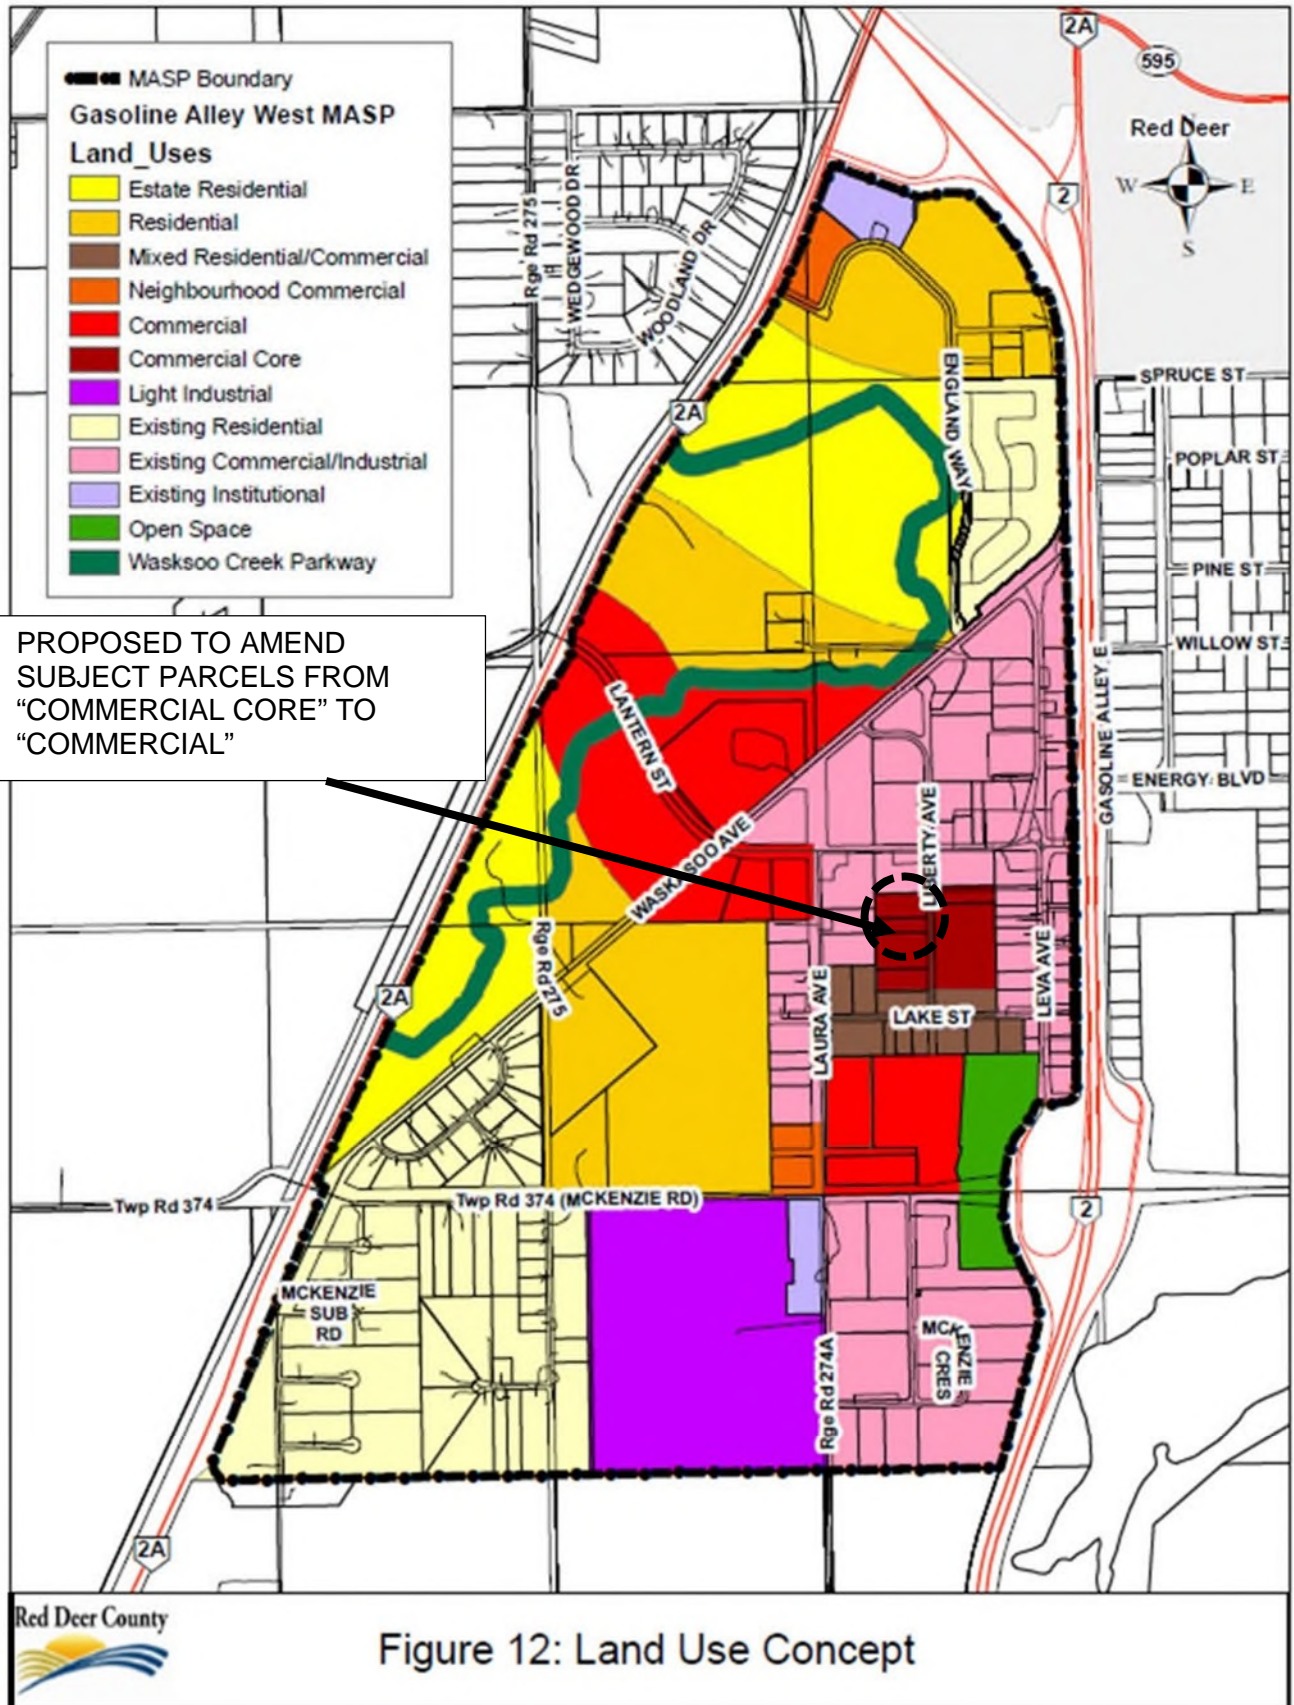 MASP Boundary
Gasoline Alley West MASP
Land_Uses
Estate Residential
Residential
Mixed Residential/Commercial
Neighbourhood Commercial
Commercial
Commercial Core
Light Industrial
Existing Residential
Existing Commercial/Industrial
Existing Institutional
Open Space
Wasksoo Creek Parkway
PROPOSED TO AMEND
SUBJECT PARCELS FROM
“COMMERCIAL CORE” TO
“COMMERCIAL”
2A
595
Red Deer
N
W E
S
2
Rge Rd 275
WEDGEWOOD DR
WOODLAND DR
2A
ENGLAND WAY
SPRUCE ST
POPLAR ST
PINE ST
WILLOW ST
GASOLINE ALLEY E
ENERGY BLVD
LANTERN ST
WASKASOO AVE
LIBERTY AVE
LEVA AVE
LAURA AVE
LAKE ST
Rge Rd 275
2A
Twp Rd 374
Twp Rd 374 (MCKENZIE RD)
2
MCKENZIE
SUB
RD
Rge Rd 274A
MCKENZIE
CRES
2A
Red Deer County
Figure 12: Land Use Concept